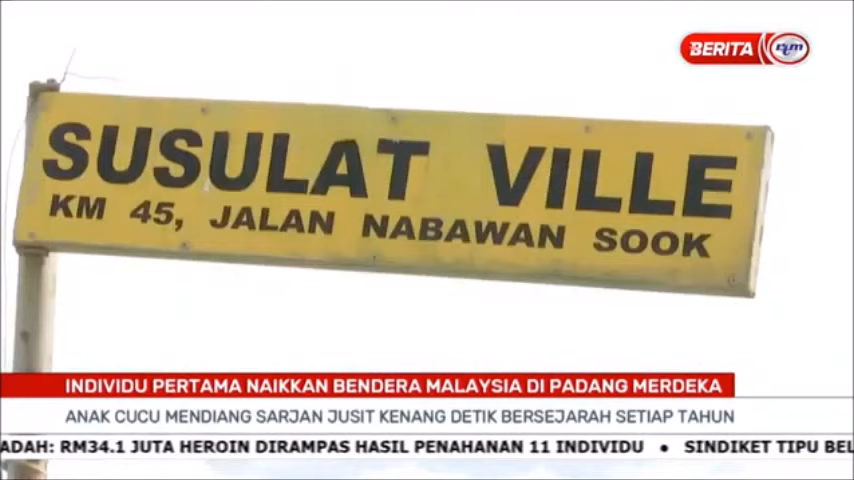 BERITA rtm
SUSULAT VILLE
KM 45, JALAN NABAWAN SOOK
INDIVIDU PERTAMA NAIKKAN BENDERA MALAYSIA DI PADANG MERDEKA
ANAK CUCU MENDIANG SARJAN JUSIT KENANG DETIK BERSEJARAH SETIAP TAHUN
ADAH: RM34.1 JUTA HEROIN DIRAMPAS HASIL PENAHANAN 11 INDIVIDU ● SINDIKET TIPU BEL